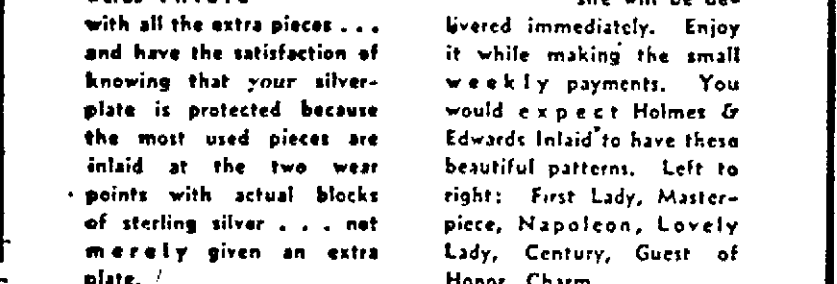 with all the extra pieces . . .
and have the satisfaction of
knowing that your silver-
plate is protected because
the most used pieces are
inlaid at the two wear
points with actual blocks
of sterling silver . . . not
merely given an extra
plate.
livered immediately. Enjoy
it while making the small
weekly payments. You
would expect Holmes &
Edwards Inlaid to have these
beautiful patterns. Left to
right: First Lady, Master-
piece, Napoleon, Lovely
Lady, Century, Guest of
Honor, Charm